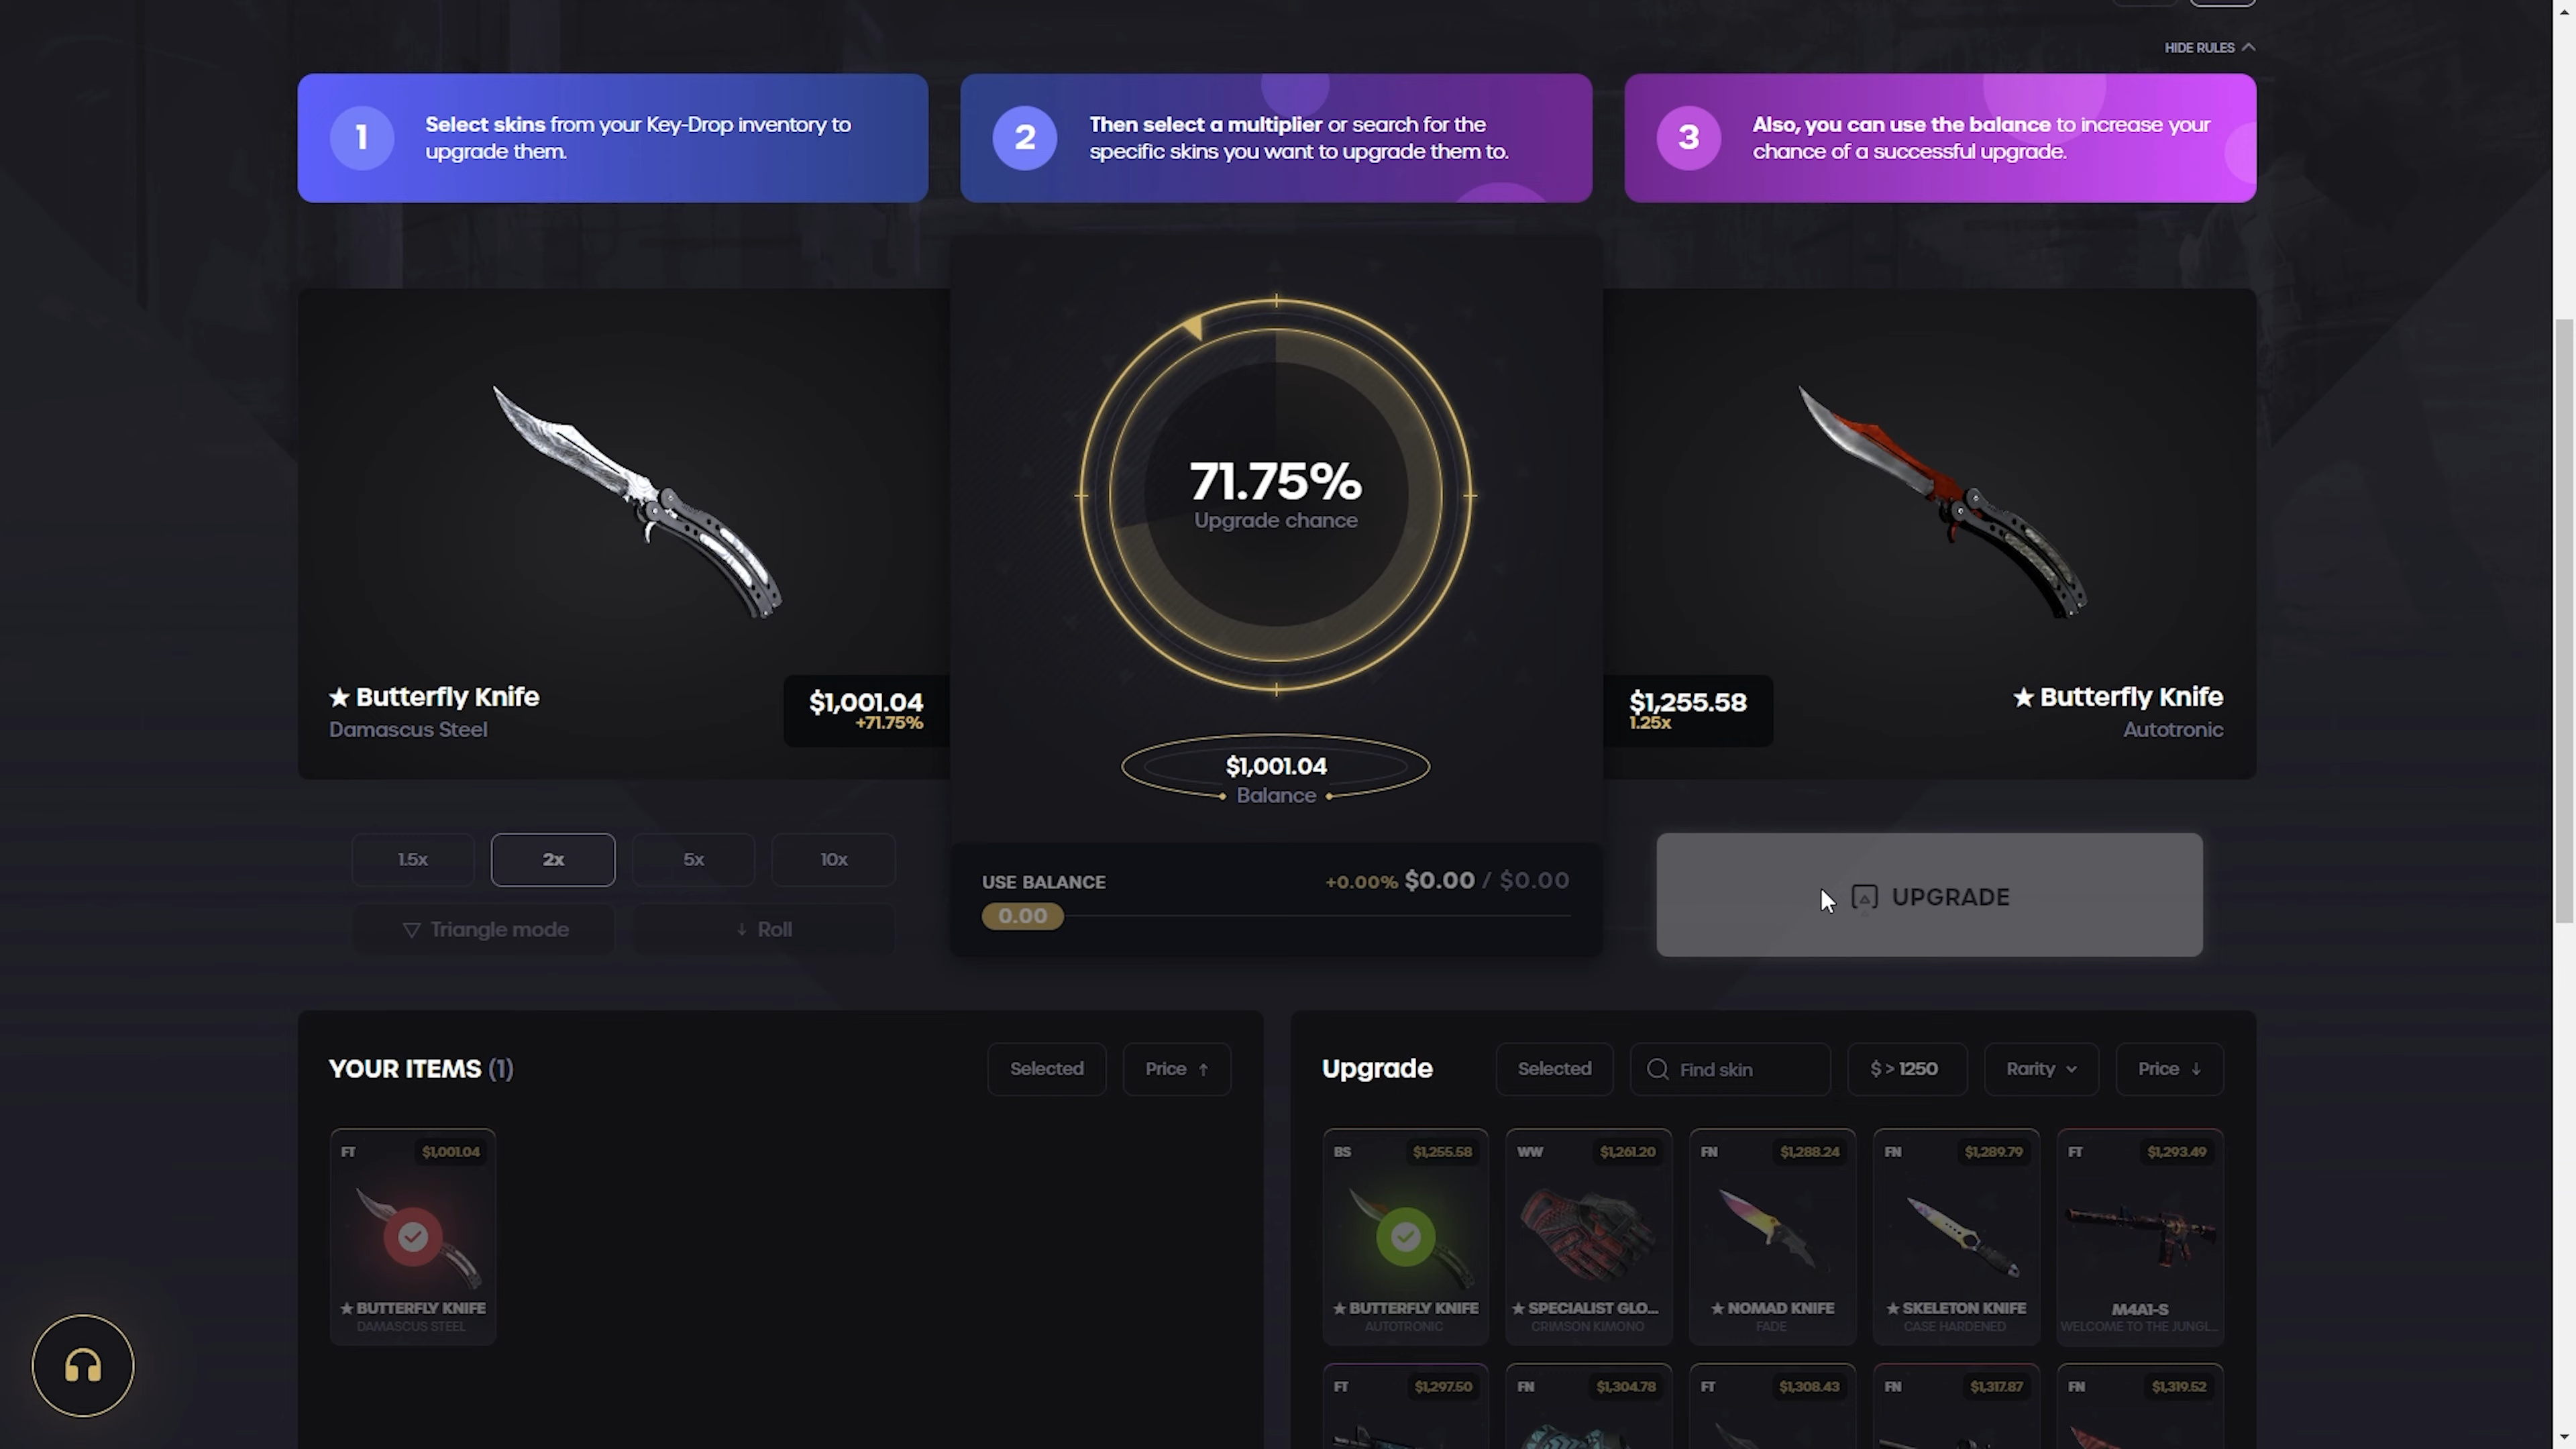 HIDE RULES
1
Select skins from your Key-Drop inventory to
upgrade them.
2
Then select a multiplier or search for the
specific skins you want to upgrade them to.
3
Also, you can use the balance to increase your
chance of a successful upgrade.
71.75%
Upgrade chance
★ Butterfly Knife
Damascus Steel
$1,001.04
+71.75%
$1,255.58
1.25x
★ Butterfly Knife
Autotronic
$1,001.04
Balance
1.5x
2x
5x
10x
Triangle mode
Roll
USE BALANCE
+0.00% $0.00 / $0.00
0.00
UPGRADE
YOUR ITEMS (1)
Selected
Price ↑
FT
$1,001.04
★ BUTTERFLY KNIFE
DAMASCUS STEEL
Upgrade
Selected
Find skin
$ > 1250
Rarity
Price ↓
BS
$1,255.58
★ BUTTERFLY KNIFE
AUTOTRONIC
WW
$1,261.20
★ SPECIALIST GLO...
CRIMSON KIMONO
FN
$1,288.24
★ NOMAD KNIFE
FADE
FN
$1,289.79
★ SKELETON KNIFE
CASE HARDENED
FT
$1,293.49
M4A1-S
WELCOME TO THE JUNGL...
FT
$1,297.50
FN
$1,304.78
FT
$1,308.43
FN
$1,317.87
FN
$1,319.52